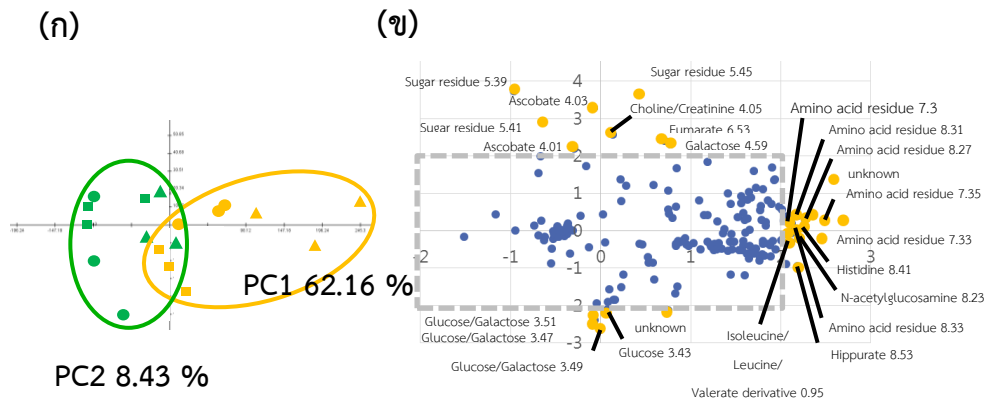 (ก)
(ข)
PC1 62.16 %
PC2 8.43 %
Sugar residue 5.39
Sugar residue 5.45
Ascobate 4.03
Choline/Creatinine 4.05
Amino acid residue 7.3
Sugar residue 5.41
Fumarate 6.53
Amino acid residue 8.31
Ascobate 4.01
Galactose 4.59
Amino acid residue 8.27
unknown
Amino acid residue 7.35
Amino acid residue 7.33
Histidine 8.41
N-acetylglucosamine 8.23
Glucose/Galactose 3.51
unknown
Amino acid residue 8.33
Glucose/Galactose 3.47
Isoleucine/
Glucose/Galactose 3.49
Glucose 3.43
Hippurate 8.53
Leucine/
Valerate derivative 0.95
4
3
2
1
0
-1
-2
-3
-2
-1
0
1
2
3